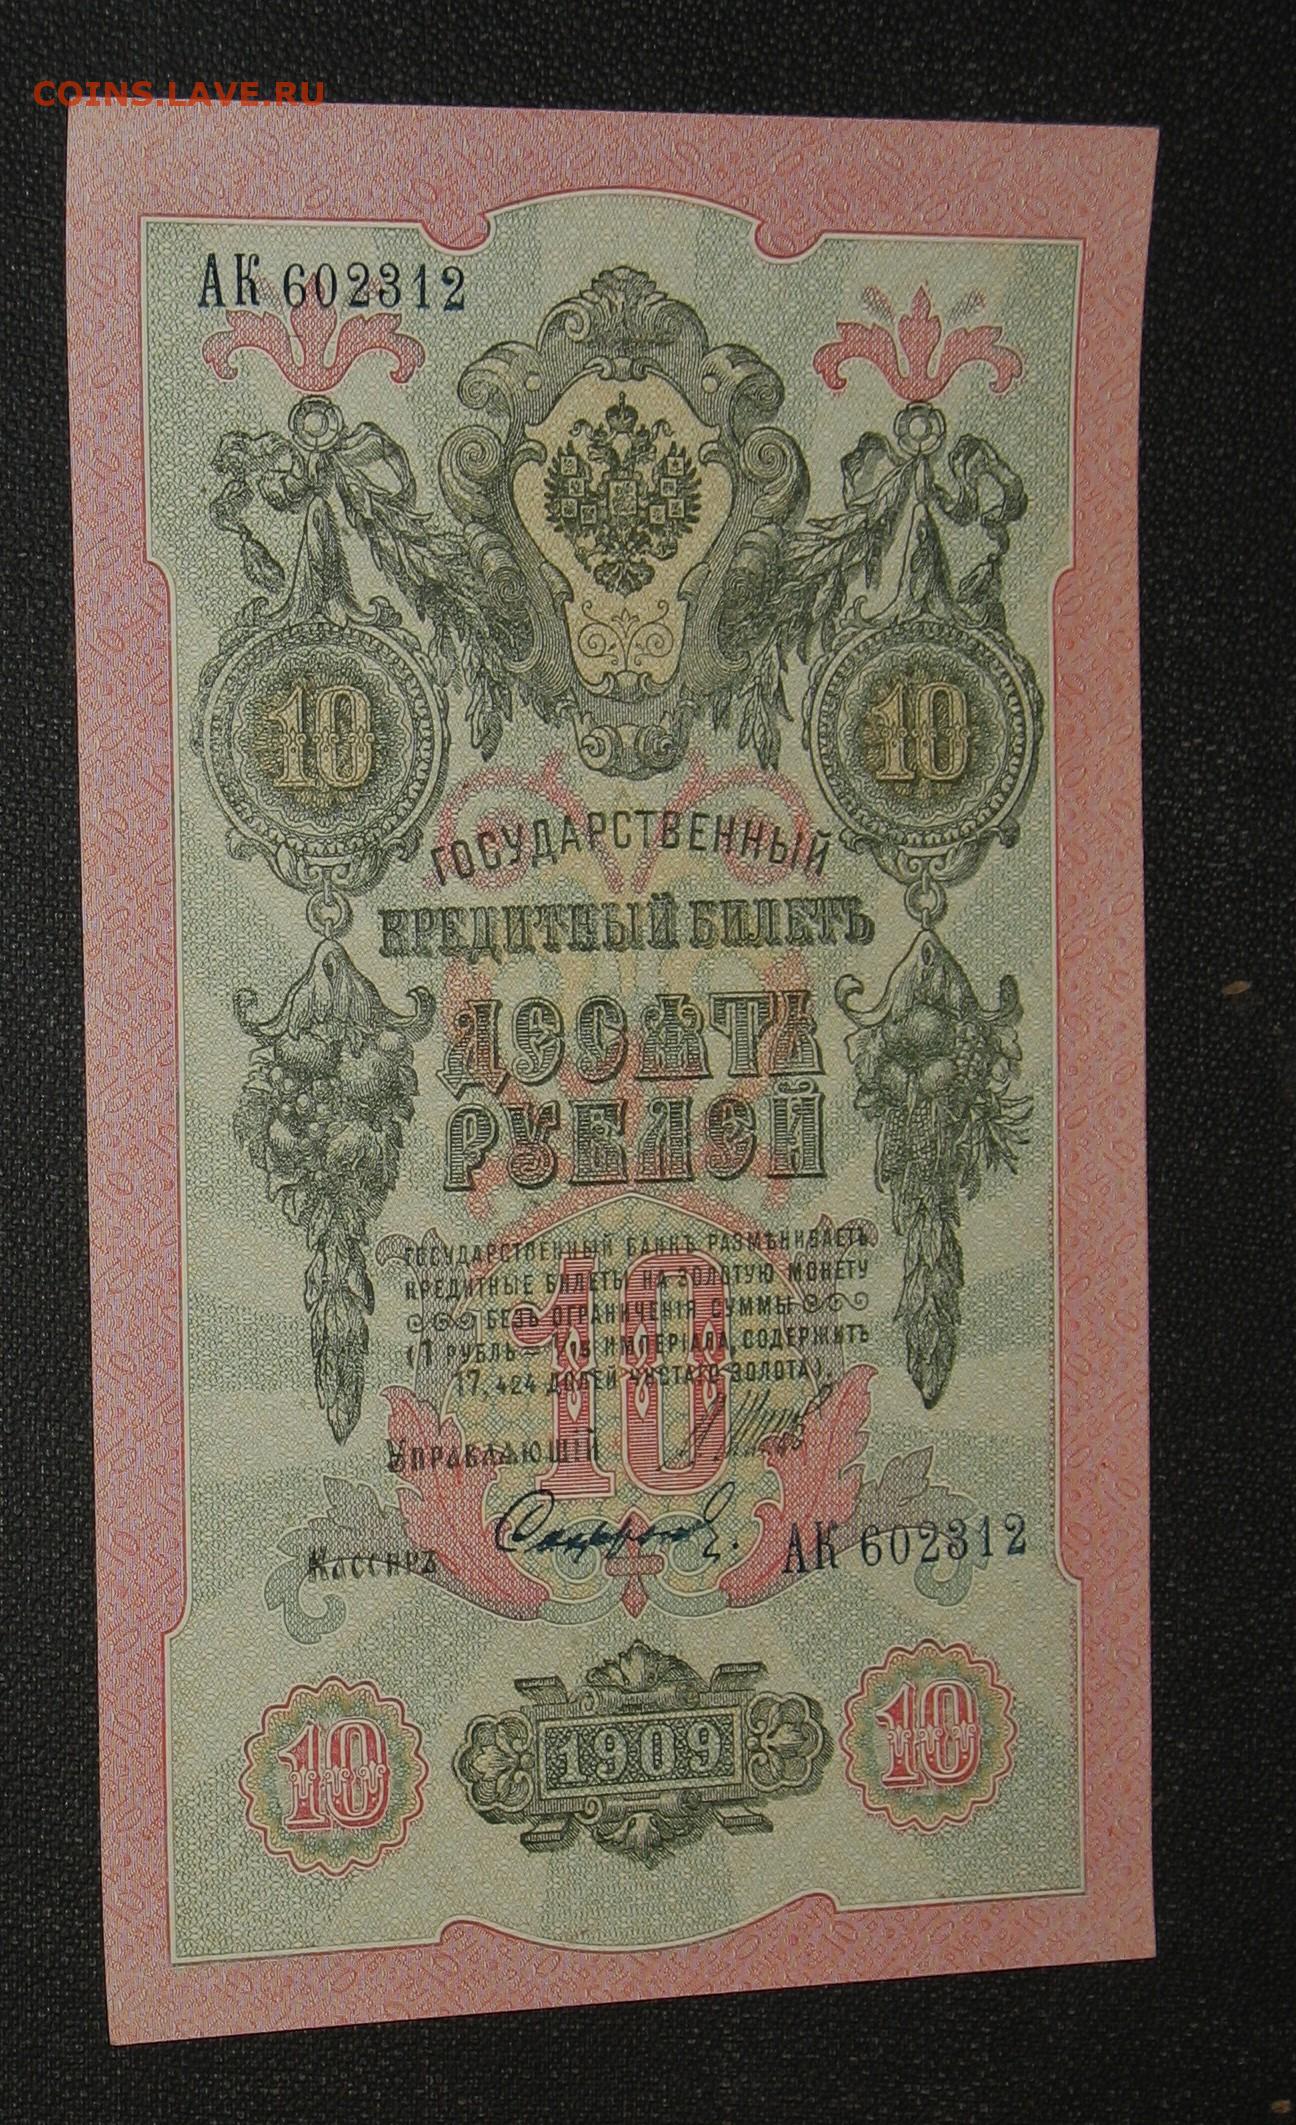 COINS.LAVE.RU
АК 602312
10 10
ГОСУДАРСТВЕННЫЙ
КРЕДИТНЫЙ БИЛЕТЪ
ДЕСЯТЬ
РУБЛЕЙ
ГОСУДАРСТВЕННЫЙ БАНКЪ РАЗМѢНИВАЕТЪ
КРЕДИТНЫЕ БИЛЕТЫ НА ЗОЛОТУЮ МОНЕТУ
БЕЗЪ ОГРАНИЧЕНІЯ СУММЫ
(1 РУБЛЬ = 1/15 ИМПЕРІАЛА, СОДЕРЖИТЪ
17,424 ДОЛЕЙ ЧИСТАГО ЗОЛОТА).
10
УПРАВЛЯЮЩІЙ
КАССИРЪ
АК 602312
10 1909 10